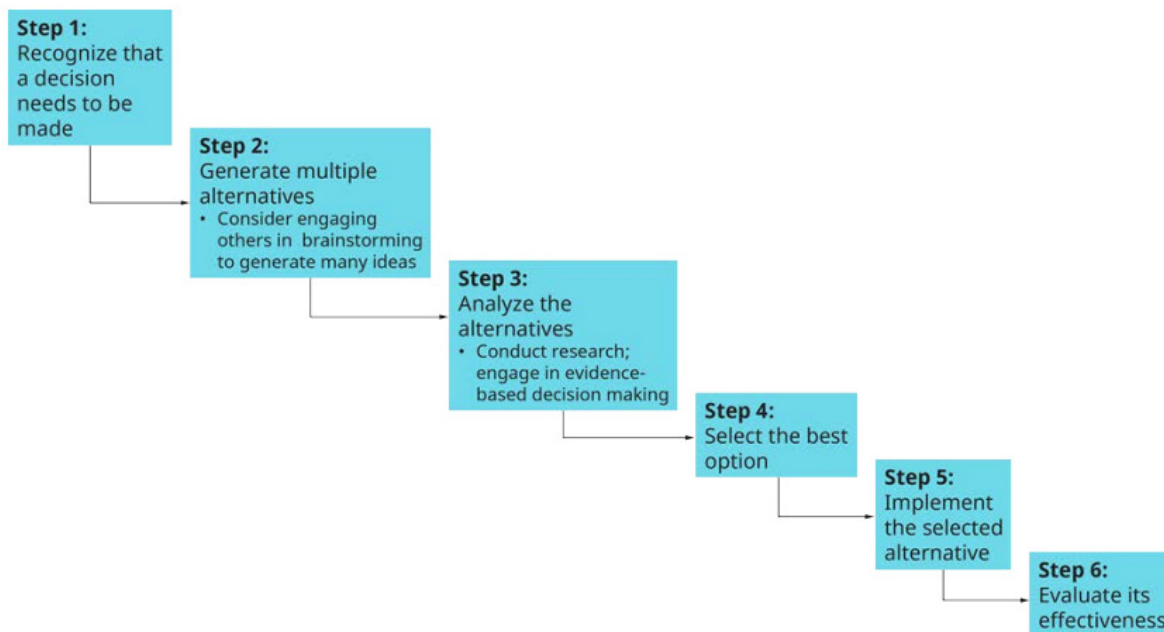 Step 1:
Recognize that
a decision
needs to be
made
Step 2:
Generate multiple
alternatives
• Consider engaging
others in brainstorming
to generate many ideas
Step 3:
Analyze the
alternatives
• Conduct research;
engage in evidence-
based decision making
Step 4:
Select the best
option
Step 5:
Implement
the selected
alternative
Step 6:
Evaluate its
effectiveness